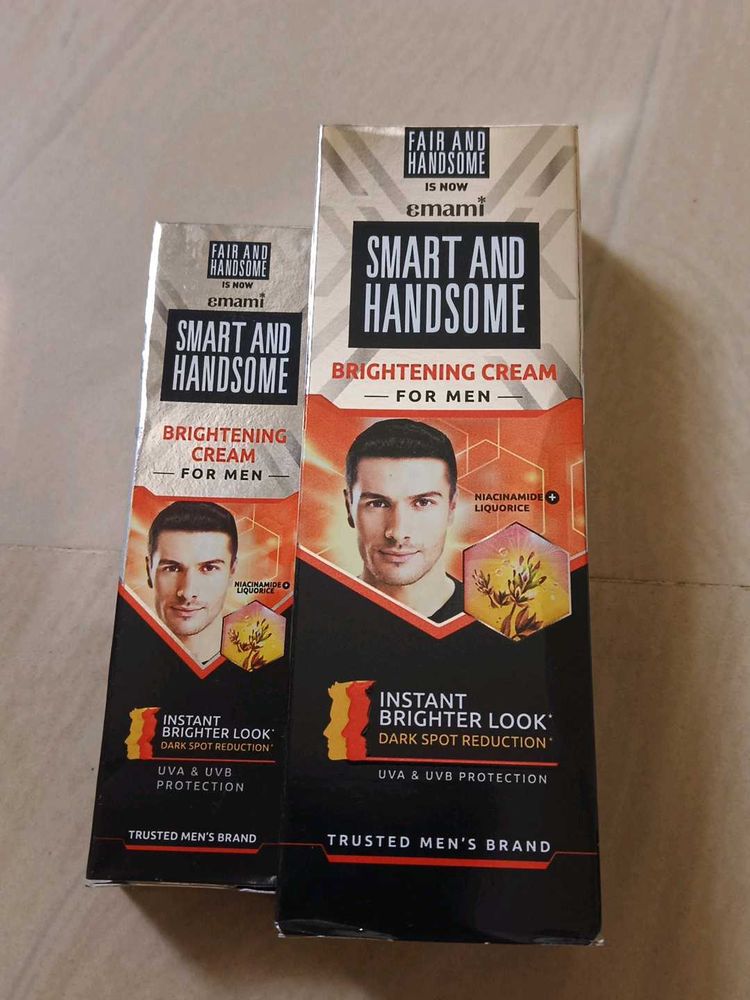 FAIR AND
HANDSOME
IS NOW
emami*
SMART AND
HANDSOME
BRIGHTENING
CREAM
FOR MEN
NIACINAMIDE +
LIQUORICE
INSTANT
BRIGHTER LOOK*
DARK SPOT REDUCTION*
UVA & UVB
PROTECTION
TRUSTED MEN'S BRAND
FAIR AND
HANDSOME
IS NOW
emami*
SMART AND
HANDSOME
BRIGHTENING CREAM
FOR MEN
NIACINAMIDE +
LIQUORICE
INSTANT
BRIGHTER LOOK*
DARK SPOT REDUCTION*
UVA & UVB PROTECTION
TRUSTED MEN'S BRAND